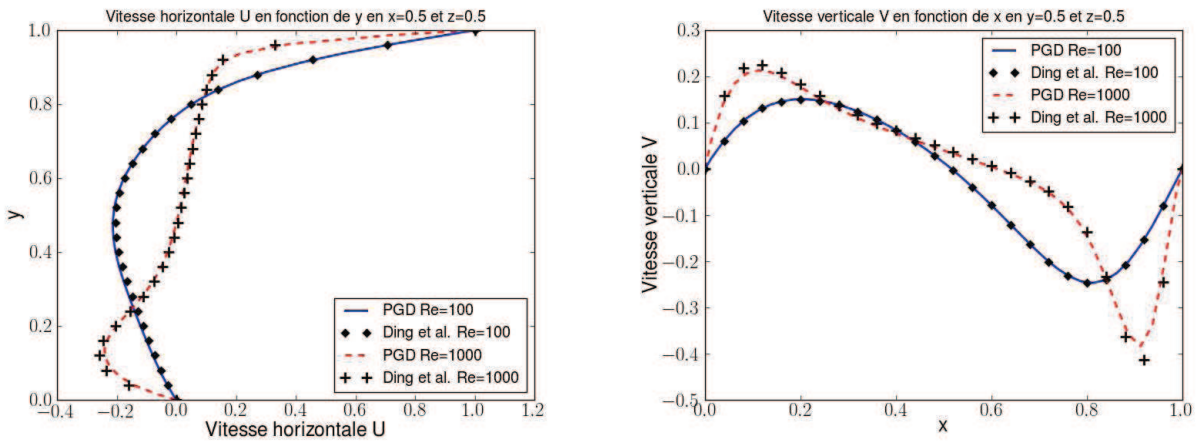 Vitesse horizontale U en fonction de y en x=0.5 et z=0.5
1.0
0.8
0.6
0.4
0.2
0.0
y
−0.4 −0.2 0.0 0.2 0.4 0.6 0.8 1.0 1.2
Vitesse horizontale U
PGD Re=100
Ding et al. Re=100
PGD Re=1000
Ding et al. Re=1000
Vitesse verticale V en fonction de x en y=0.5 et z=0.5
0.3
0.2
0.1
0.0
−0.1
−0.2
−0.3
−0.4
−0.5
Vitesse verticale V
0.0 0.2 0.4 0.6 0.8 1.0
x
PGD Re=100
Ding et al. Re=100
PGD Re=1000
Ding et al. Re=1000